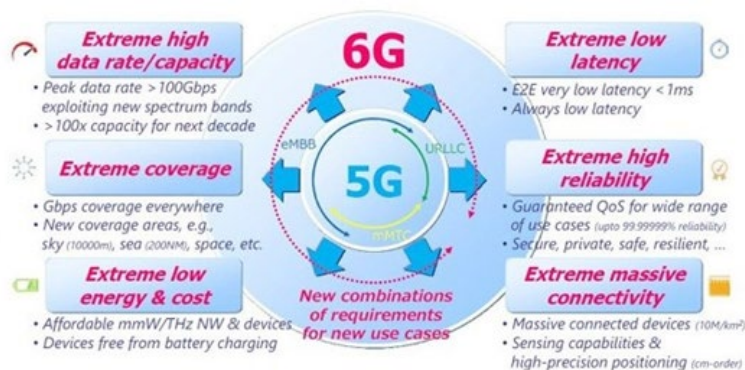 Extreme high
data rate/capacity
• Peak data rate >100Gbps
exploiting new spectrum bands
• >100x capacity for next decade
Extreme coverage
• Gbps coverage everywhere
• New coverage areas, e.g.,
sky (10000m), sea (200NM), space, etc.
Extreme low
energy & cost
• Affordable mmW/THz NW & devices
• Devices free from battery charging
6G
eMBB
URLLC
5G
mMTC
New combinations
of requirements
for new use cases
Extreme low
latency
• E2E very low latency <1ms
• Always low latency
Extreme high
reliability
• Guaranteed QoS for wide range
of use cases (upto 99.99999% reliability)
• Secure, private, safe, resilient, ...
Extreme massive
connectivity
• Massive connected devices (10M/km²)
• Sensing capabilities &
high-precision positioning (cm-order)